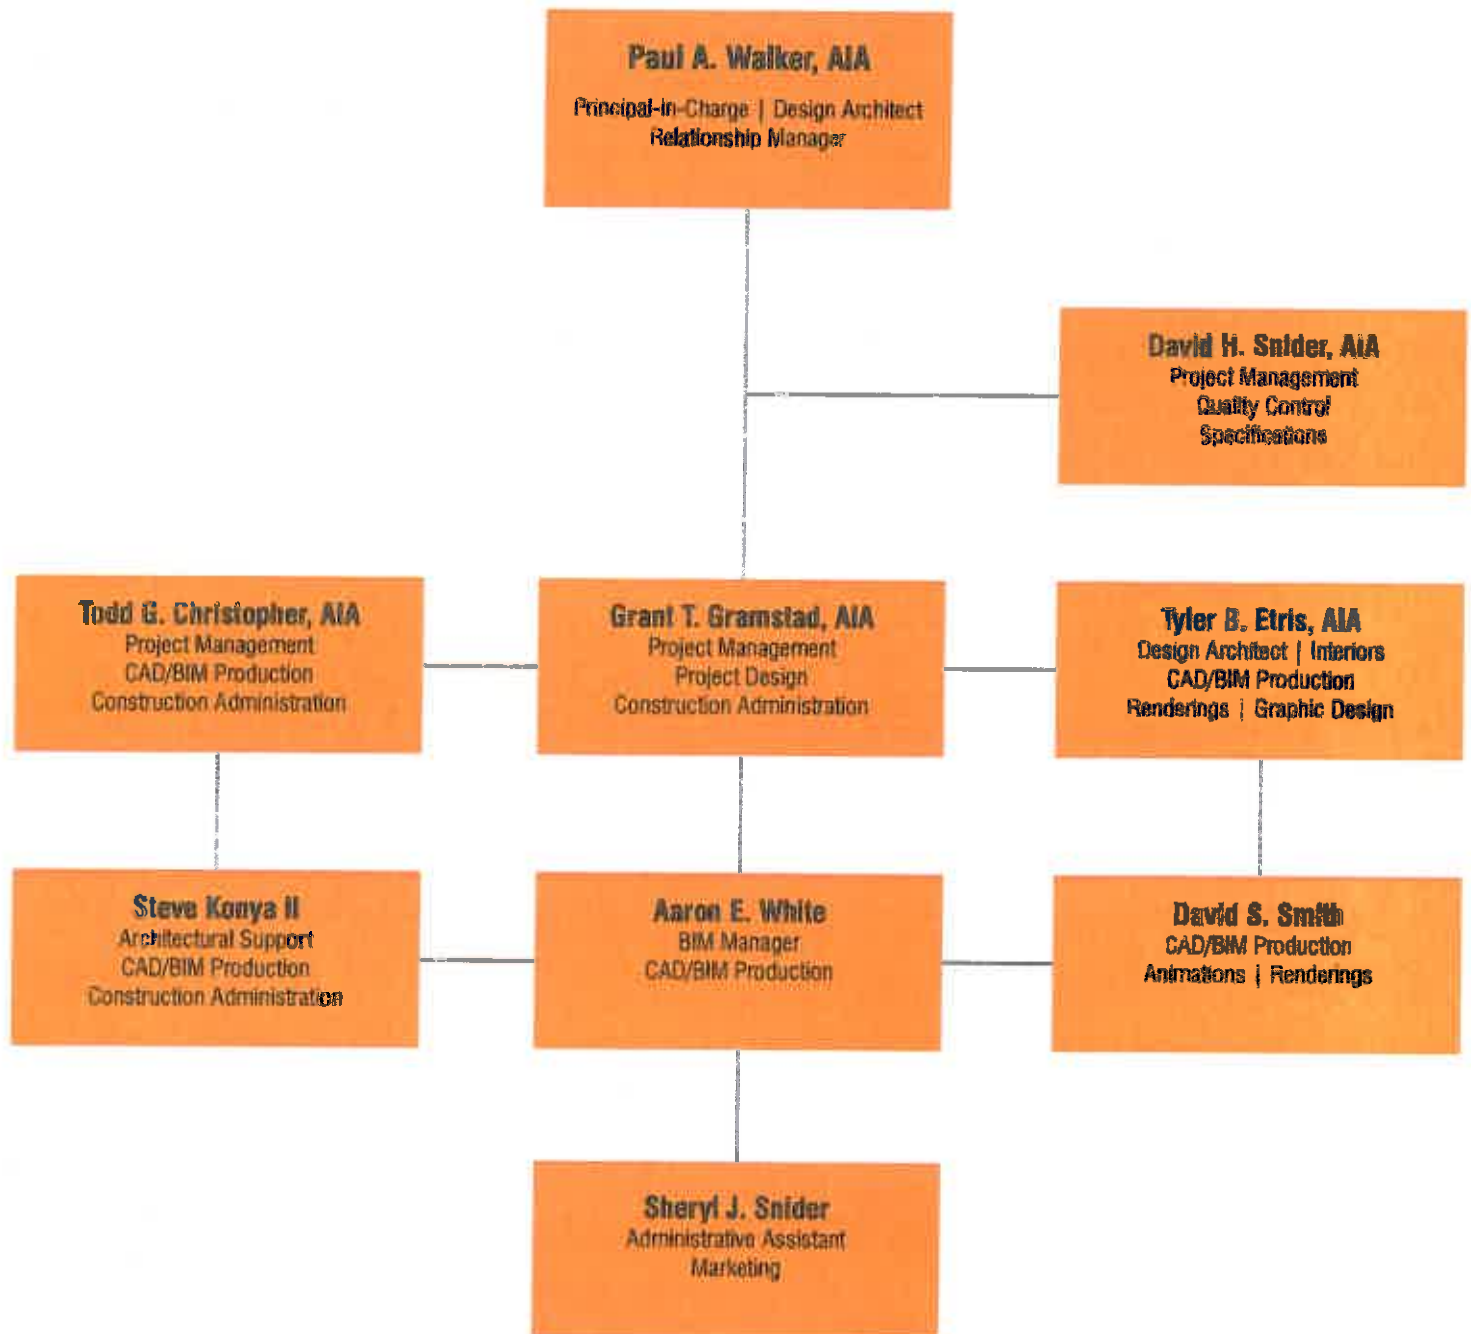 Paul A. Walker, AIA
Principal-in-Charge | Design Architect
Relationship Manager
David H. Snider, AIA
Project Management
Quality Control
Specifications
Todd G. Christopher, AIA
Project Management
CAD/BIM Production
Construction Administration
Grant T. Gramstad, AIA
Project Management
Project Design
Construction Administration
Tyler B. Etris, AIA
Design Architect | Interiors
CAD/BIM Production
Renderings | Graphic Design
Steve Konya II
Architectural Support
CAD/BIM Production
Construction Administration
Aaron E. White
BIM Manager
CAD/BIM Production
David S. Smith
CAD/BIM Production
Animations | Renderings
Sheryl J. Snider
Administrative Assistant
Marketing